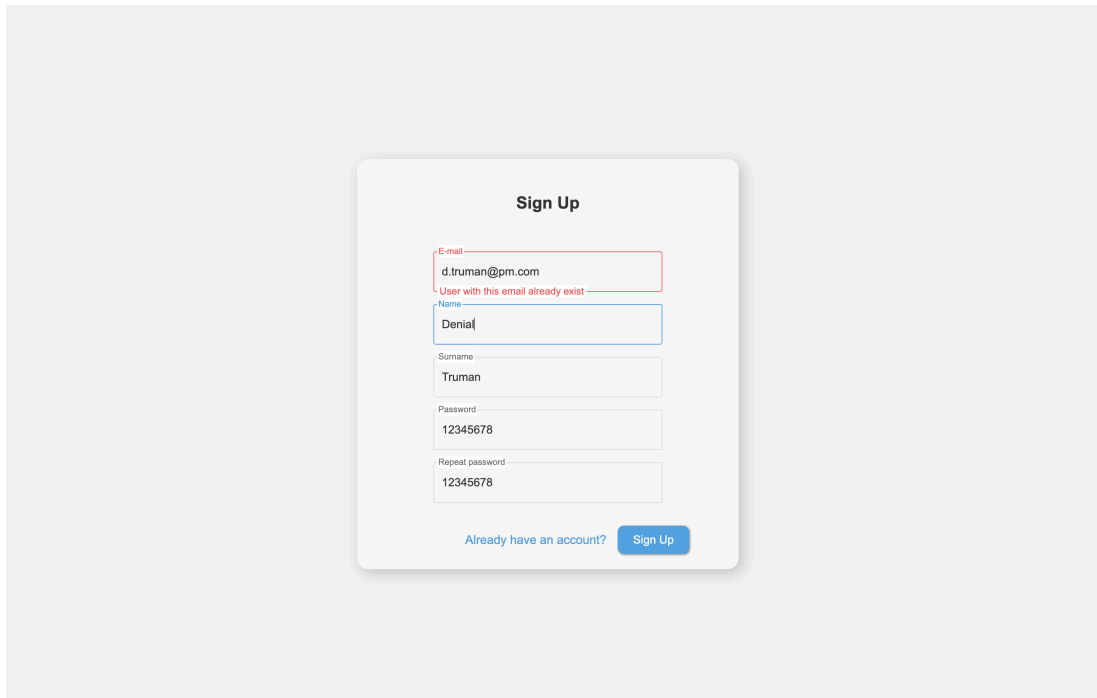 Sign Up
E-mail
d.truman@pm.com
User with this email already exist
Name
Denial
Surname
Truman
Password
12345678
Repeat password
12345678
Already have an account? Sign Up